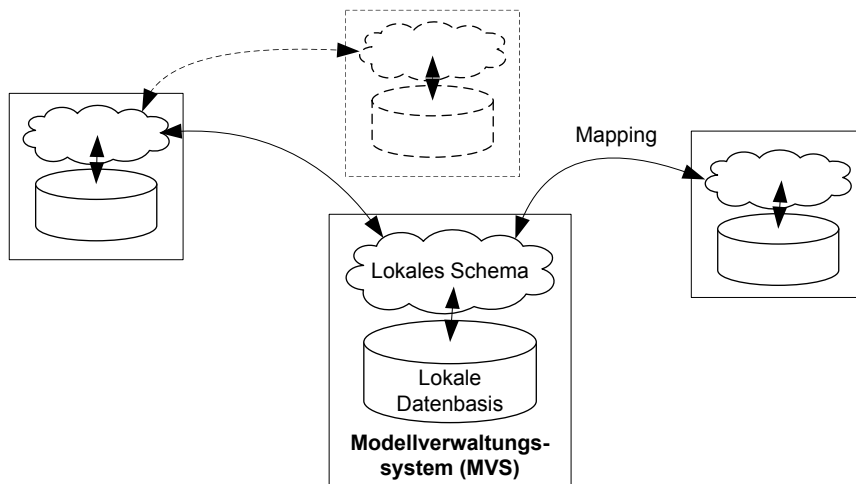 Mapping
Lokales Schema
Lokale
Datenbasis
Modellverwaltungs-
system (MVS)